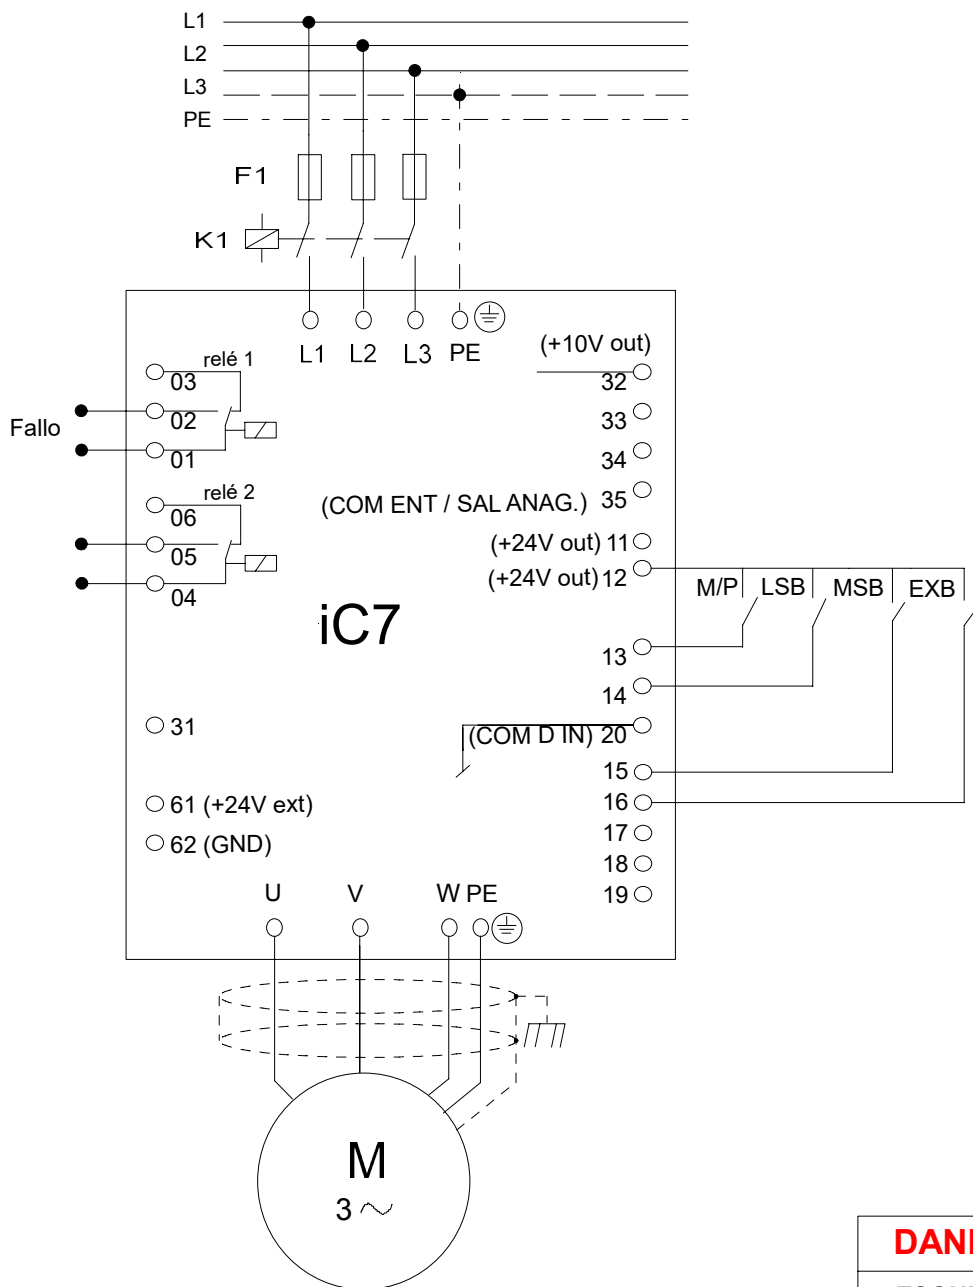 L1
L2
L3
PE
F1
K1
L1 L2 L3 PE
(+10V out)
32
33
34
(COM ENT / SAL ANAG.) 35
(+24V out) 11
(+24V out) 12
relé 1
03
02
01
Fallo
relé 2
06
05
04
iC7
M/P LSB MSB EXB
13
14
(COM D IN) 20
15
16
17
18
19
31
61 (+24V ext)
62 (GND)
U V W PE
M
3 ~